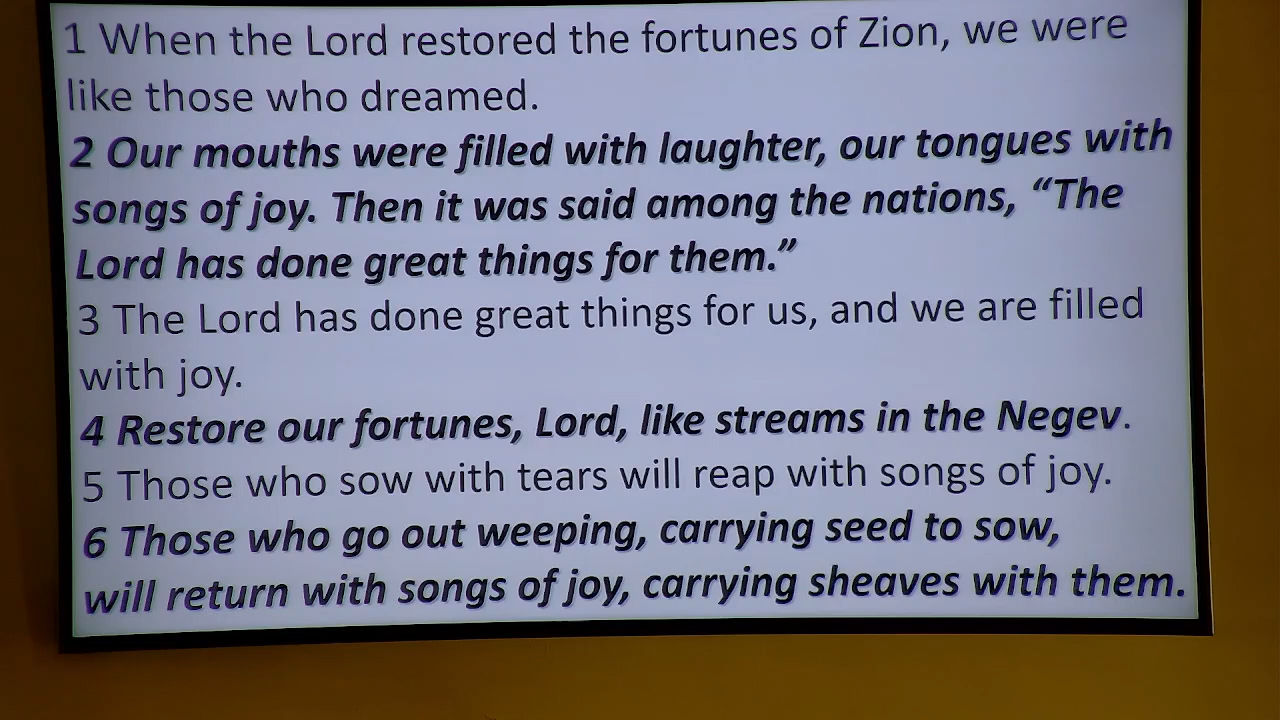 1 When the Lord restored the fortunes of Zion, we were
like those who dreamed.
2 Our mouths were filled with laughter, our tongues with
songs of joy. Then it was said among the nations, “The
Lord has done great things for them.”
3 The Lord has done great things for us, and we are filled
with joy.
4 Restore our fortunes, Lord, like streams in the Negev.
5 Those who sow with tears will reap with songs of joy.
6 Those who go out weeping, carrying seed to sow,
will return with songs of joy, carrying sheaves with them.